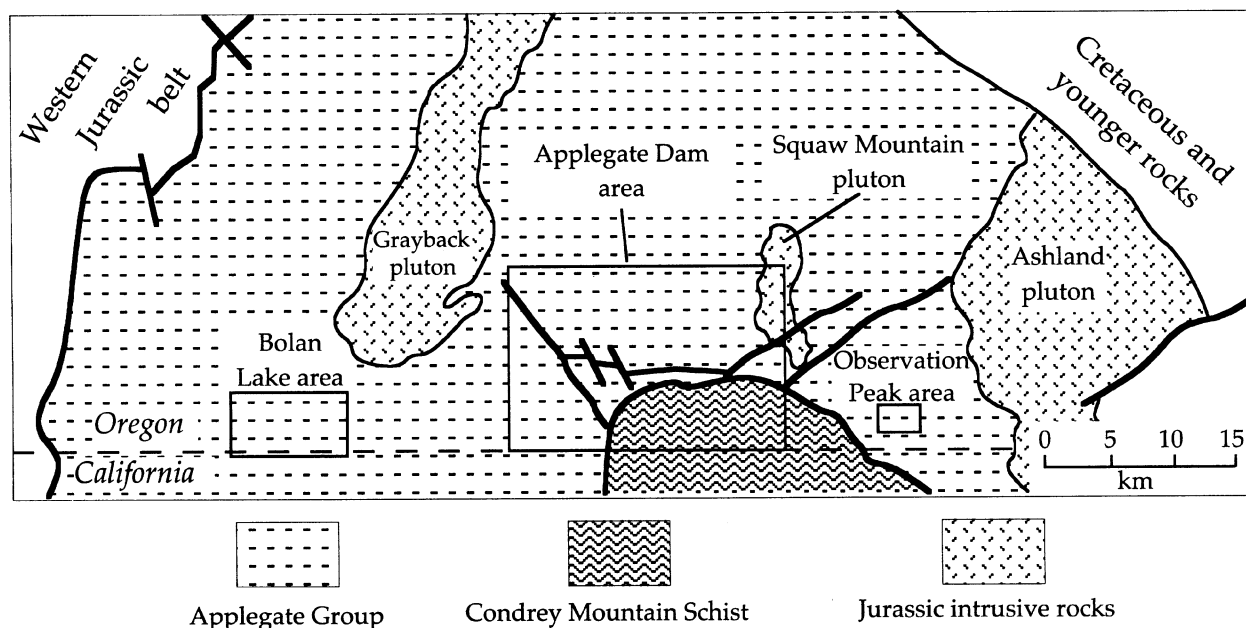 Western
Jurassic
belt
Cretaceous and
younger rocks
Applegate Dam
area
Squaw Mountain
pluton
Grayback
pluton
Ashland
pluton
Bolan
Lake area
Observation
Peak area
Oregon
California
0 5 10 15
km
Applegate Group
Condrey Mountain Schist
Jurassic intrusive rocks